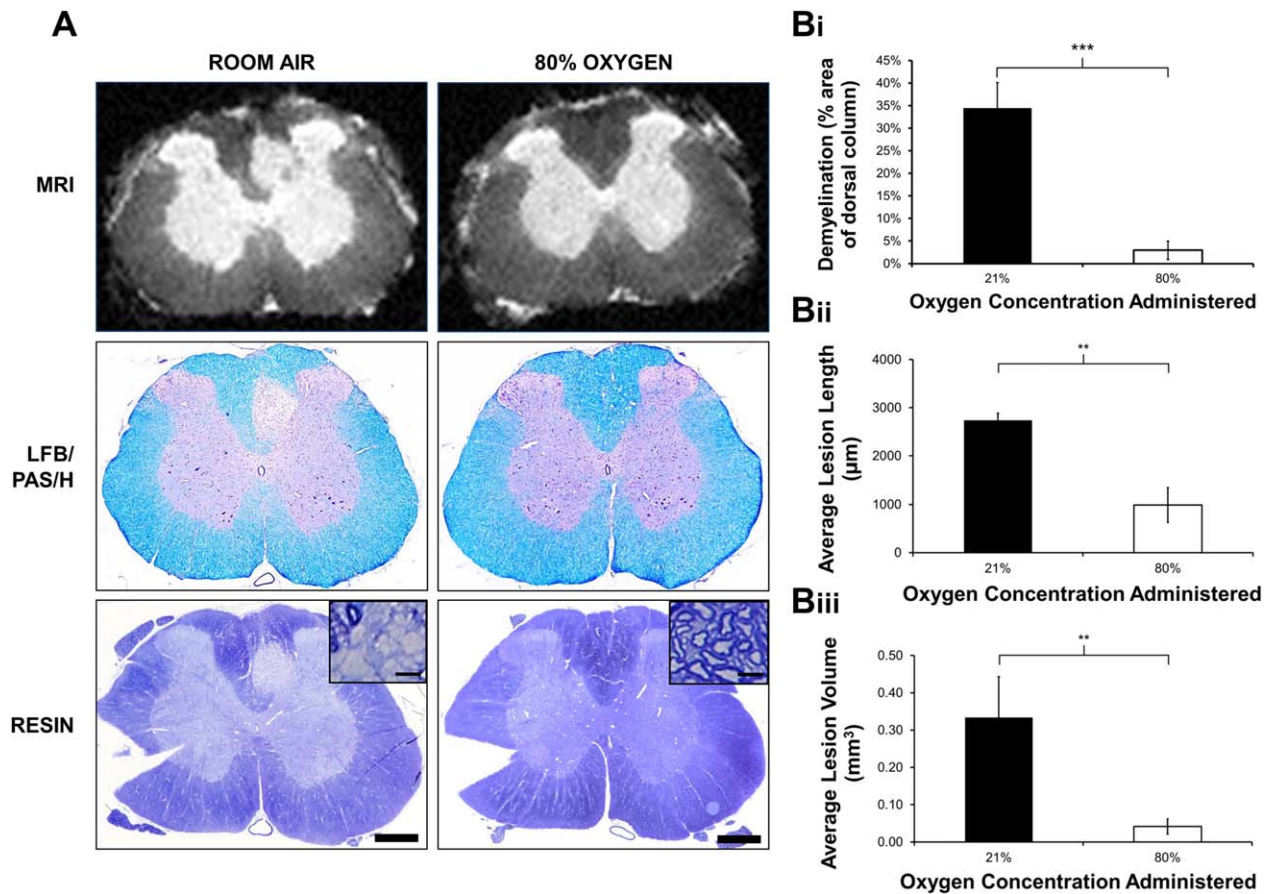 A
ROOM AIR
80% OXYGEN
MRI
LFB/
PAS/H
RESIN
Bi
Demyelination (% area
of dorsal column)
45%
40%
35%
30%
25%
20%
15%
10%
5%
0%
***
21%
80%
Oxygen Concentration Administered
Bii
Average Lesion Length
(µm)
4000
3000
2000
1000
0
**
21%
80%
Oxygen Concentration Administered
Biii
Average Lesion Volume
(mm³)
0.50
0.40
0.30
0.20
0.10
0.00
**
21%
80%
Oxygen Concentration Administered